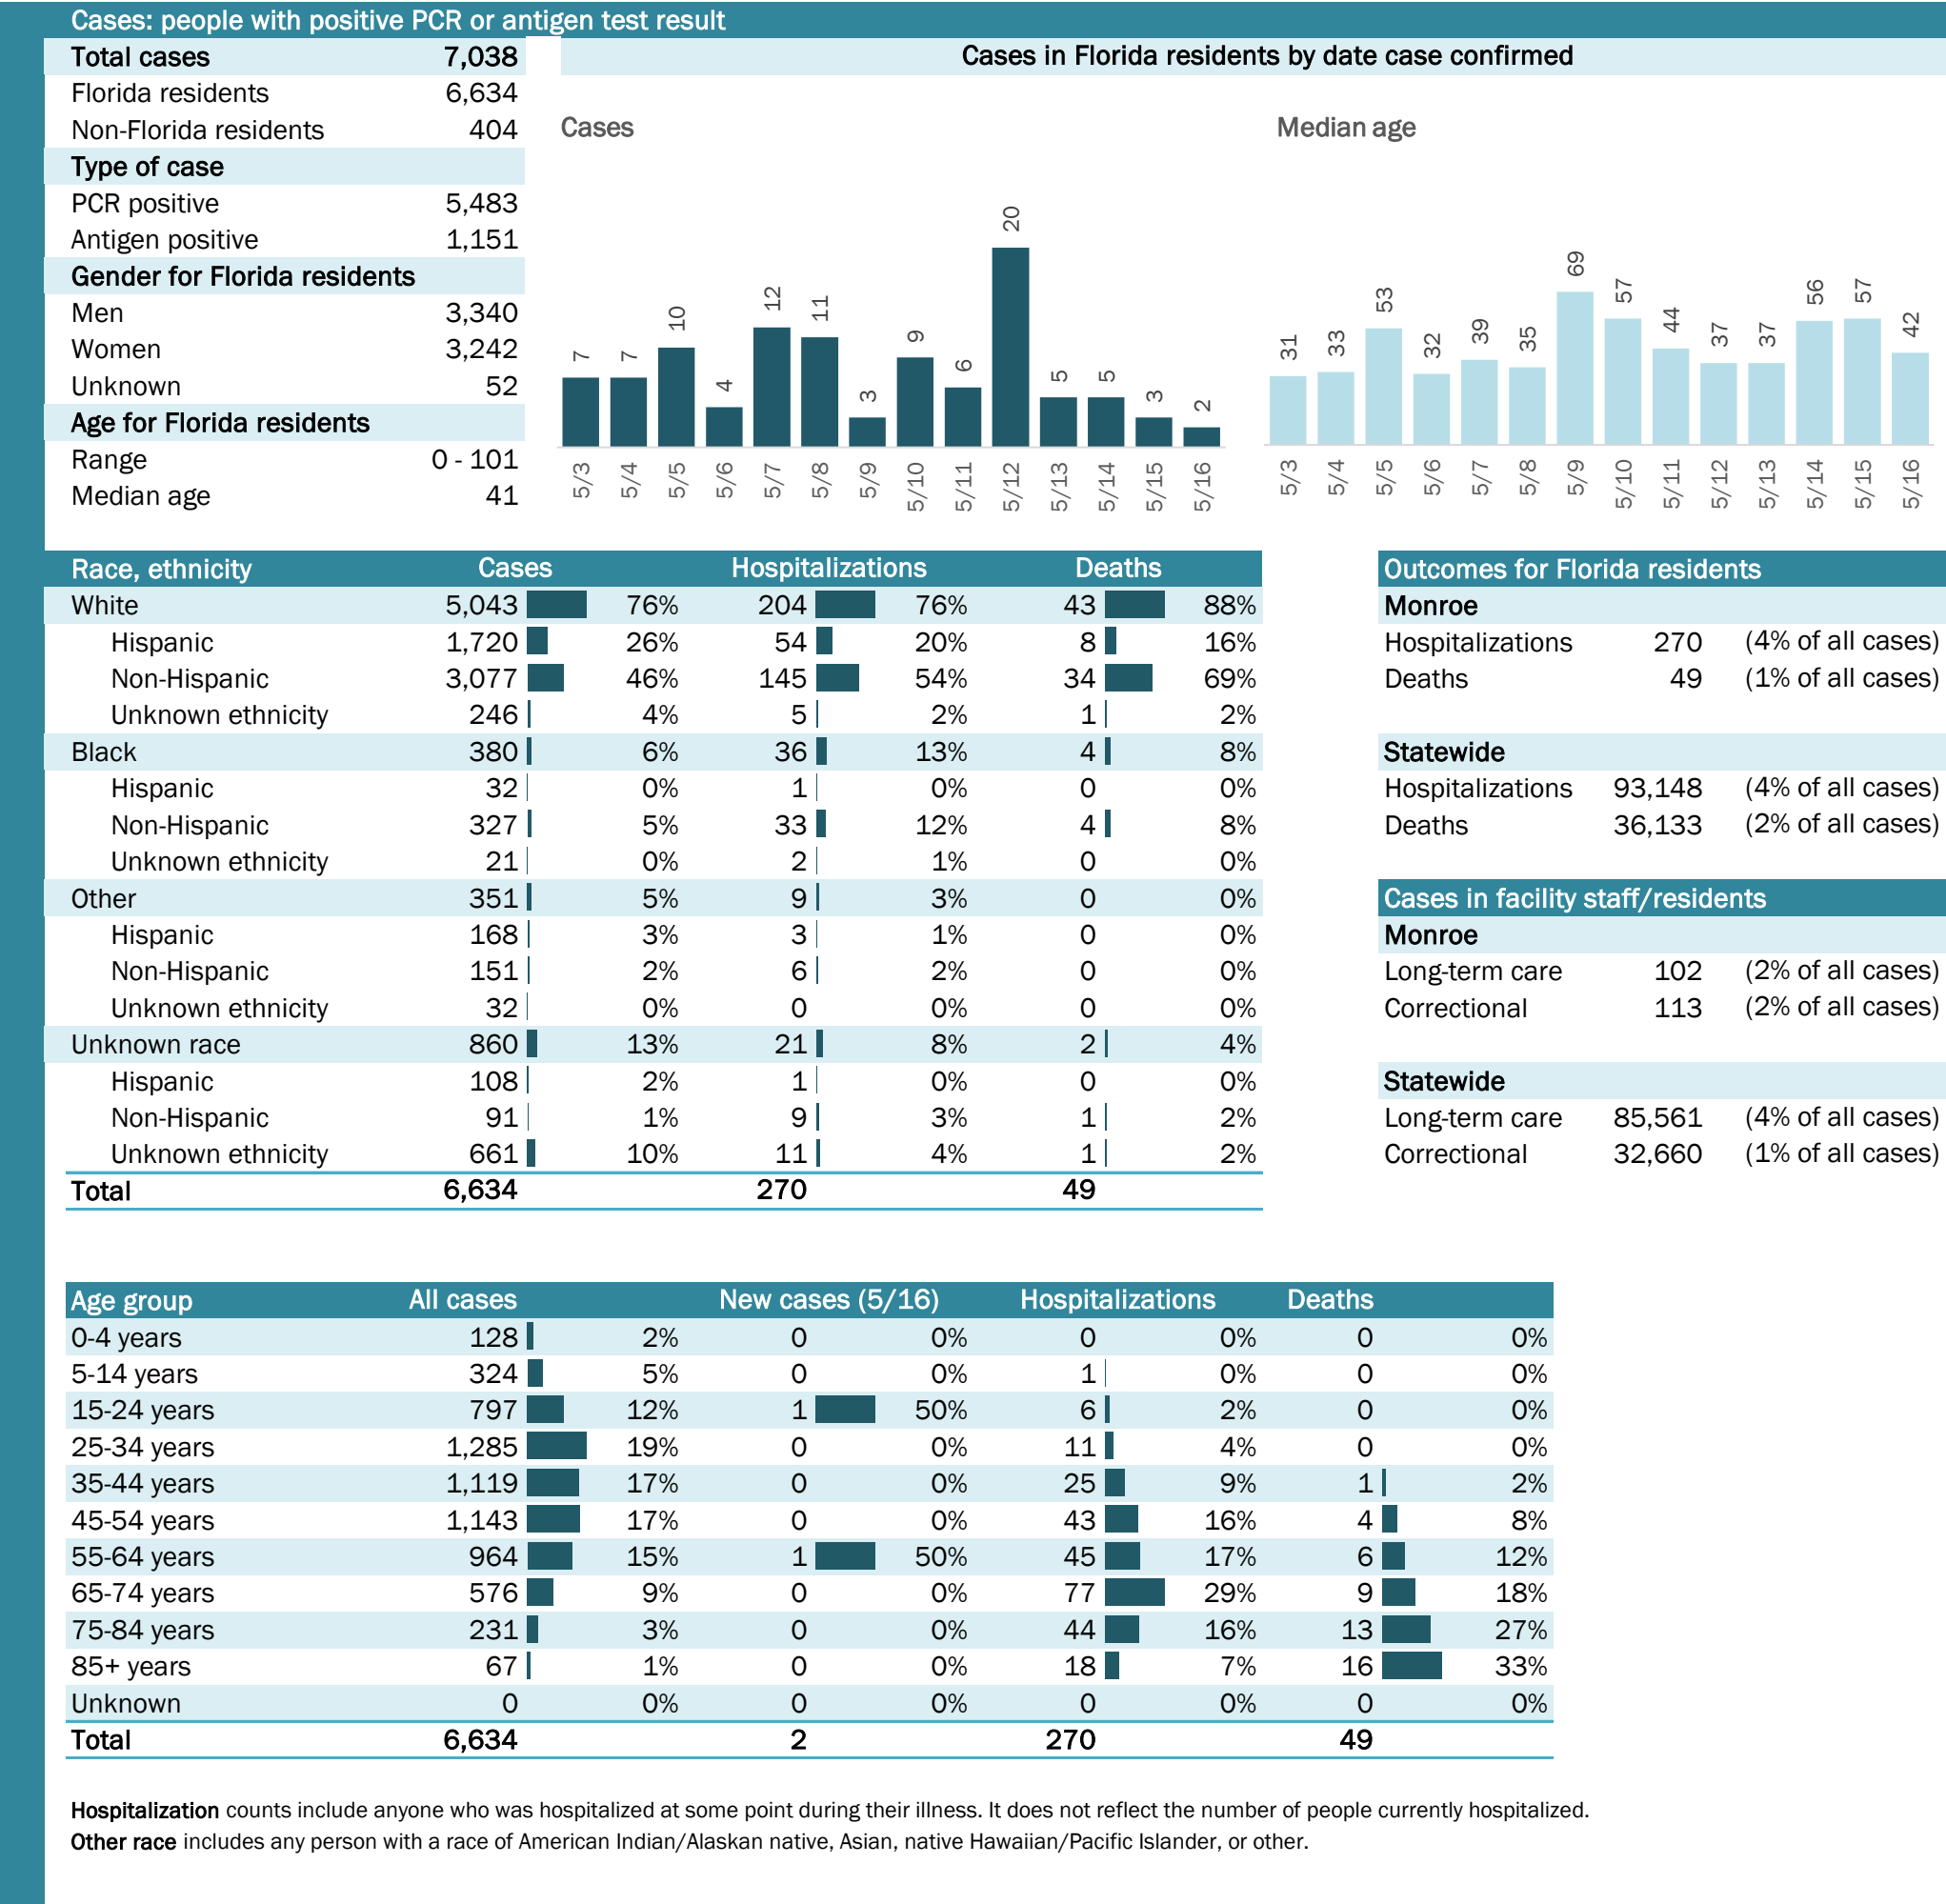 Cases: people with positive PCR or antigen test result
Total cases 7,038
Florida residents 6,634
Non-Florida residents 404
Type of case
PCR positive 5,483
Antigen positive 1,151
Gender for Florida residents
Men 3,340
Women 3,242
Unknown 52
Age for Florida residents
Range 0 - 101
Median age 41
Cases in Florida residents by date case confirmed
Cases
7 7 10 4 12 11 3 9 6 20 5 5 3 2
5/3 5/4 5/5 5/6 5/7 5/8 5/9 5/10 5/11 5/12 5/13 5/14 5/15 5/16
Median age
31 33 53 32 39 35 69 57 44 37 37 56 57 42
5/3 5/4 5/5 5/6 5/7 5/8 5/9 5/10 5/11 5/12 5/13 5/14 5/15 5/16
Race, ethnicity Cases Hospitalizations Deaths
White 5,043 76% 204 76% 43 88%
Hispanic 1,720 26% 54 20% 8 16%
Non-Hispanic 3,077 46% 145 54% 34 69%
Unknown ethnicity 246 4% 5 2% 1 2%
Black 380 6% 36 13% 4 8%
Hispanic 32 0% 1 0% 0 0%
Non-Hispanic 327 5% 33 12% 4 8%
Unknown ethnicity 21 0% 2 1% 0 0%
Other 351 5% 9 3% 0 0%
Hispanic 168 3% 3 1% 0 0%
Non-Hispanic 151 2% 6 2% 0 0%
Unknown ethnicity 32 0% 0 0% 0 0%
Unknown race 860 13% 21 8% 2 4%
Hispanic 108 2% 1 0% 0 0%
Non-Hispanic 91 1% 9 3% 1 2%
Unknown ethnicity 661 10% 11 4% 1 2%
Total 6,634 270 49
Outcomes for Florida residents
Monroe
Hospitalizations 270 (4% of all cases)
Deaths 49 (1% of all cases)
Statewide
Hospitalizations 93,148 (4% of all cases)
Deaths 36,133 (2% of all cases)
Cases in facility staff/residents
Monroe
Long-term care 102 (2% of all cases)
Correctional 113 (2% of all cases)
Statewide
Long-term care 85,561 (4% of all cases)
Correctional 32,660 (1% of all cases)
Age group All cases New cases (5/16) Hospitalizations Deaths
0-4 years 128 2% 0 0% 0 0% 0 0%
5-14 years 324 5% 0 0% 1 0% 0 0%
15-24 years 797 12% 1 50% 6 2% 0 0%
25-34 years 1,285 19% 0 0% 11 4% 0 0%
35-44 years 1,119 17% 0 0% 25 9% 1 2%
45-54 years 1,143 17% 0 0% 43 16% 4 8%
55-64 years 964 15% 1 50% 45 17% 6 12%
65-74 years 576 9% 0 0% 77 29% 9 18%
75-84 years 231 3% 0 0% 44 16% 13 27%
85+ years 67 1% 0 0% 18 7% 16 33%
Unknown 0 0% 0 0% 0 0% 0 0%
Total 6,634 2 270 49
Hospitalization counts include anyone who was hospitalized at some point during their illness. It does not reflect the number of people currently hospitalized.
Other race includes any person with a race of American Indian/Alaskan native, Asian, native Hawaiian/Pacific Islander, or other.